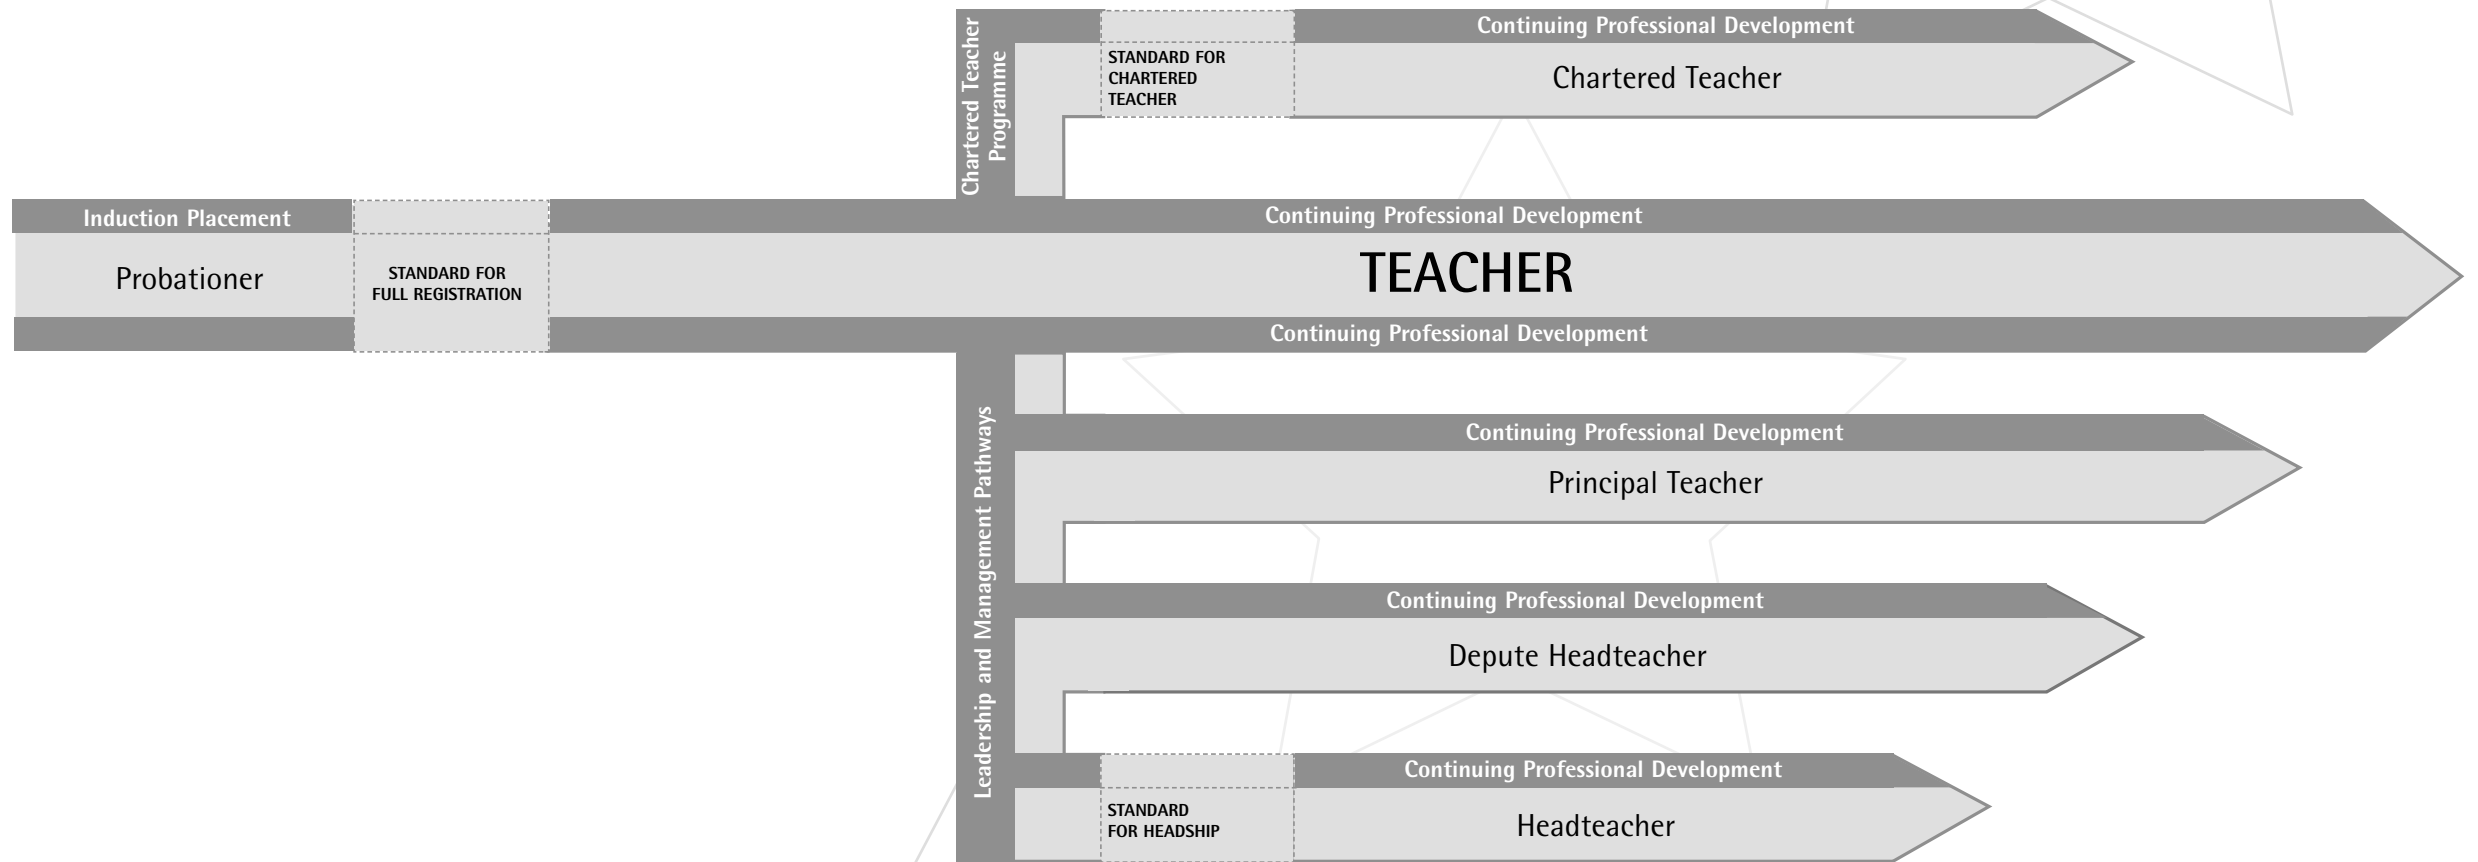 Continuing Professional Development
Chartered Teacher
Programme
STANDARD FOR
CHARTERED
TEACHER
Chartered Teacher
Induction Placement
Continuing Professional Development
Probationer
STANDARD FOR
FULL REGISTRATION
TEACHER
Continuing Professional Development
Leadership and Management Pathways
Continuing Professional Development
Principal Teacher
Continuing Professional Development
Depute Headteacher
Continuing Professional Development
STANDARD
FOR HEADSHIP
Headteacher